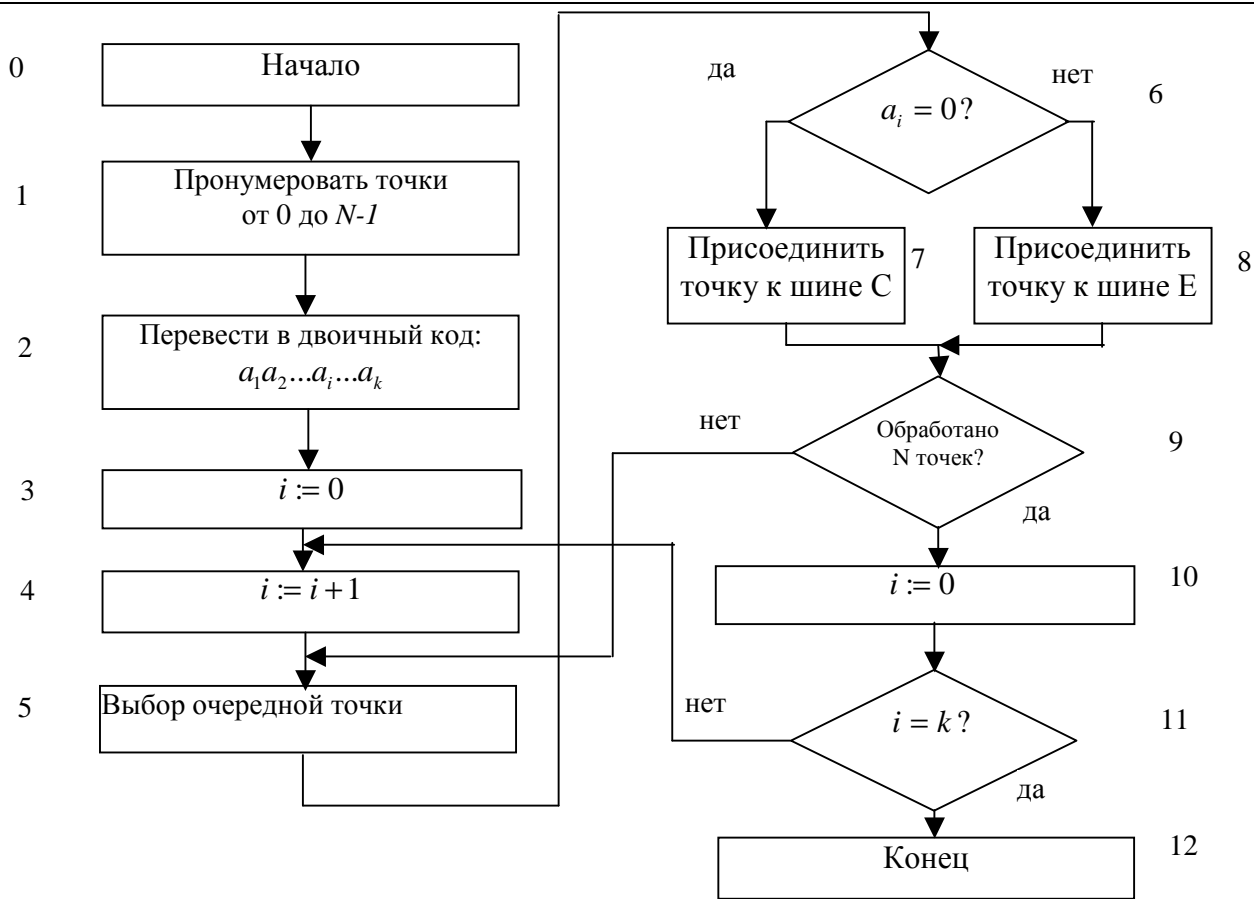 0
Начало
1
Пронумеровать точки
от 0 до N-1
2
Перевести в двоичный код:
a₁a₂...aᵢ...aₖ
3
i := 0
4
i := i + 1
5
Выбор очередной точки
да
нет
6
aᵢ = 0?
Присоединить
точку к шине С
7
Присоединить
точку к шине Е
8
нет
Обработано
N точек?
9
да
i := 0
10
нет
i = k?
11
да
Конец
12